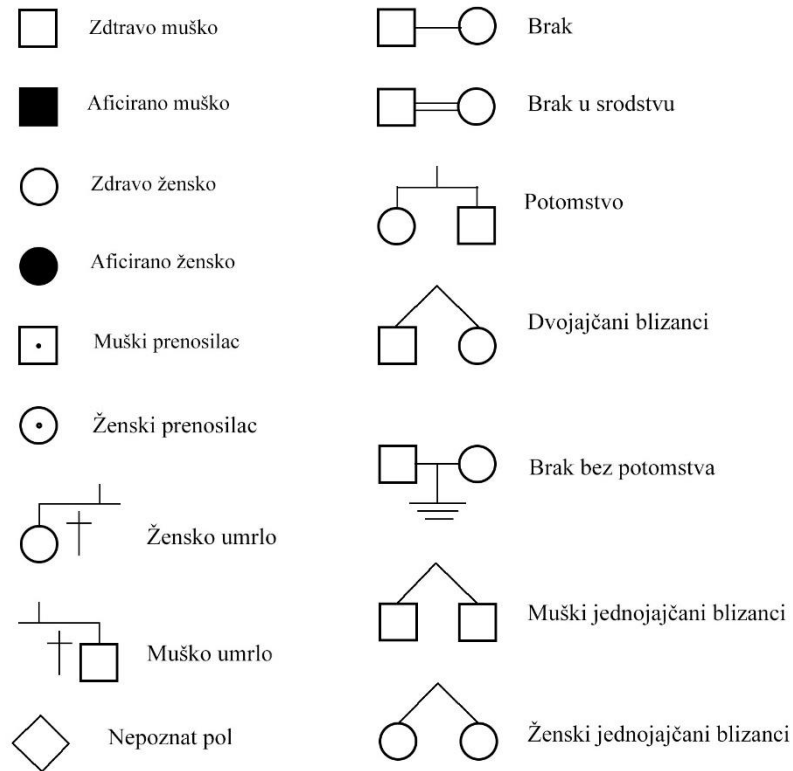 Zdtravo muško
Aficirano muško
Zdravo žensko
Aficirano žensko
Muški prenosilac
Ženski prenosilac
Žensko umrlo
Muško umrlo
Nepoznat pol
Brak
Brak u srodstvu
Potomstvo
Dvojajčani blizanci
Brak bez potomstva
Muški jednojajčani blizanci
Ženski jednojajčani blizanci